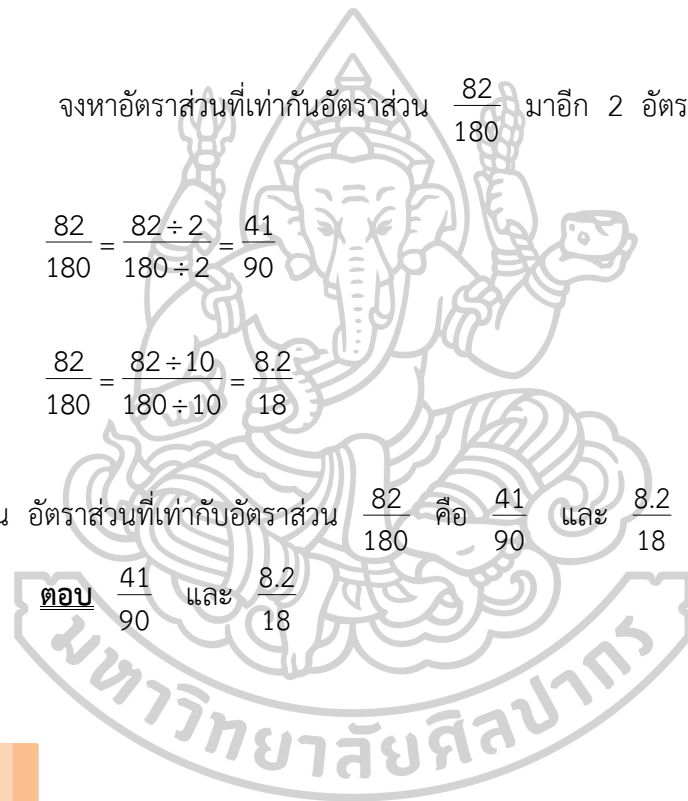 จงหาอัตราส่วนที่เท่ากันอัตราส่วน 82/180 มาอีก 2 อัตร
82/180 = 82 ÷ 2/180 ÷ 2 = 41/90
82/180 = 82 ÷ 10/180 ÷ 10 = 8.2/18
น อัตราส่วนที่เท่ากับอัตราส่วน 82/180 คือ 41/90 และ 8.2/18
ตอบ 41/90 และ 8.2/18
มหาวิทยาลัยศิลปากร